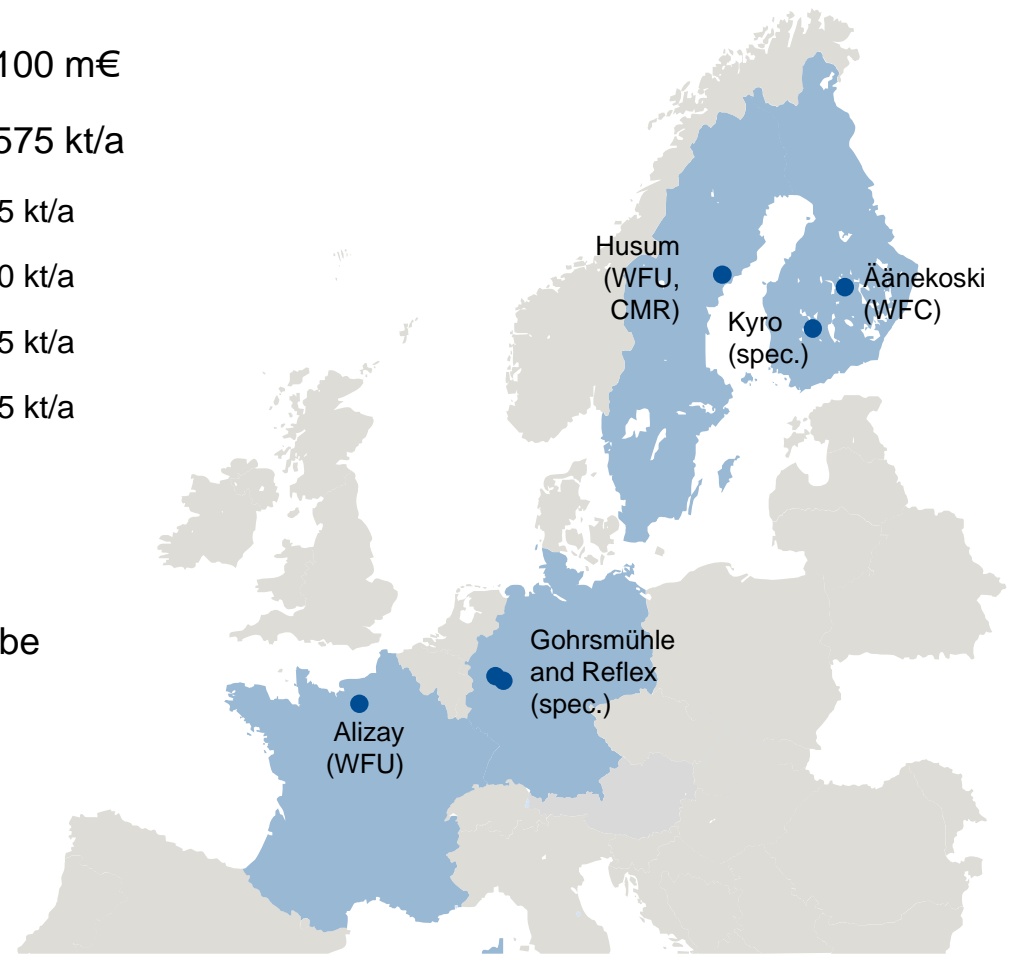 100 m€
575 kt/a
5 kt/a
0 kt/a
5 kt/a
5 kt/a
be
Husum
(WFU,
CMR)
Äänekoski
(WFC)
Kyro
(spec.)
Gohrsmühle
and Reflex
(spec.)
Alizay
(WFU)